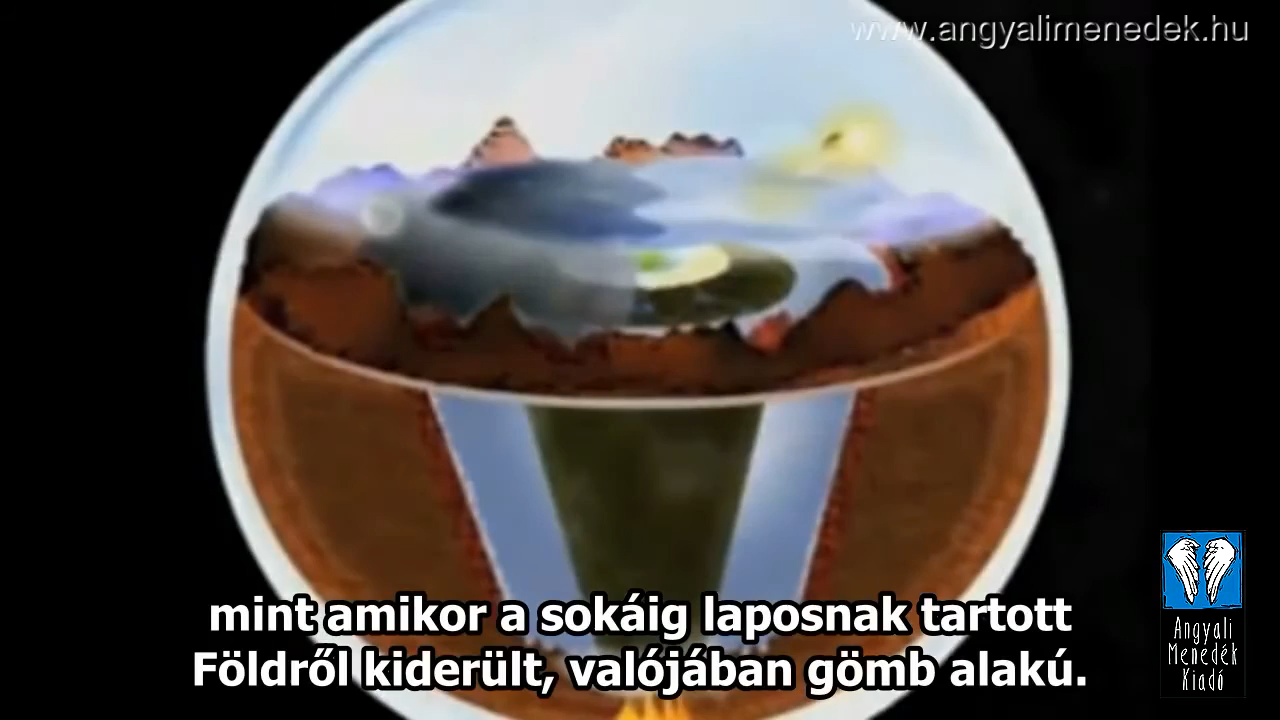 www.angyalimenedek.hu
mint amikor a sokáig laposnak tartott
Földről kiderült, valójában gömb alakú.
Angyali
Menedék
Kiadó